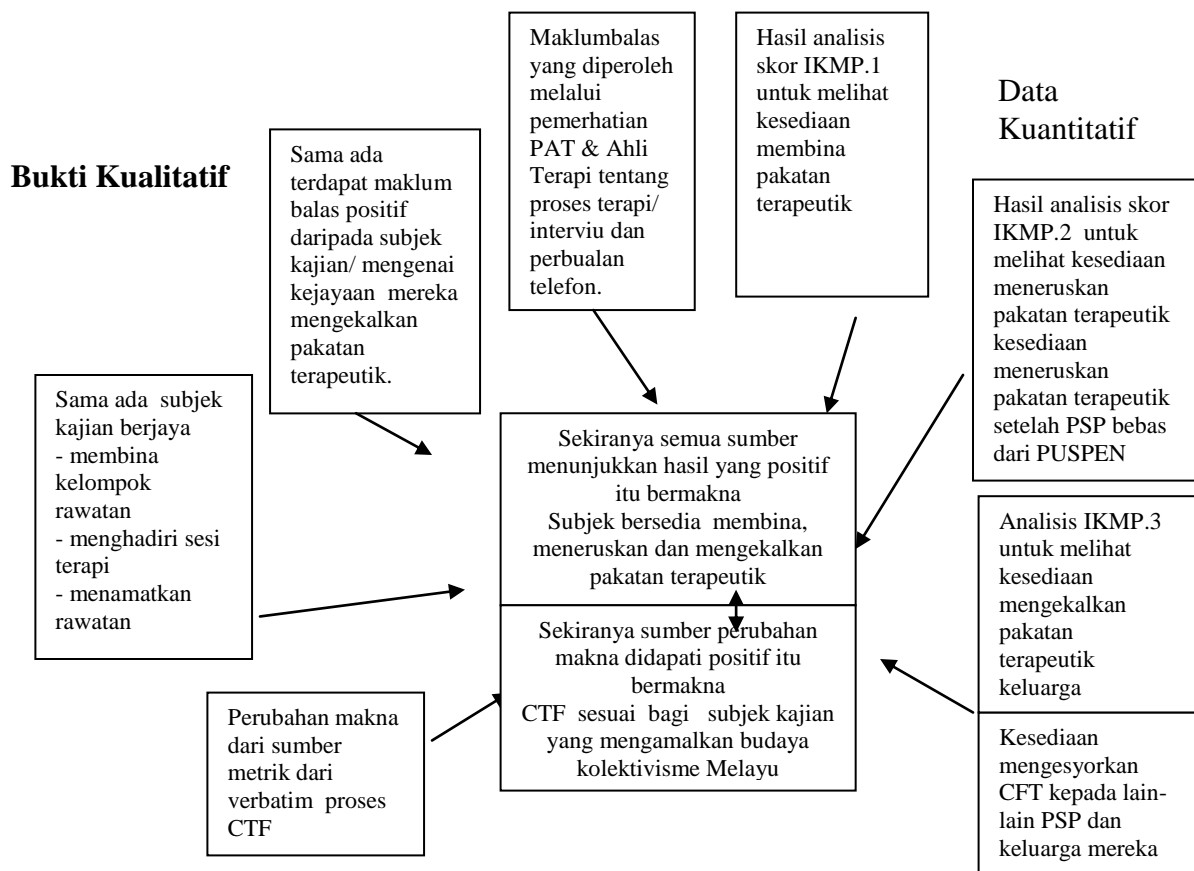 Bukti Kualitatif
Sama ada subjek
kajian berjaya
- membina
kelompok
rawatan
- menghadiri sesi
terapi
- menamatkan
rawatan
Sama ada
terdapat maklum
balas positif
daripada subjek
kajian/ mengenai
kejayaan mereka
mengekalkan
pakatan
terapeutik.
Maklumbalas
yang diperoleh
melalui
pemerhatian
PAT & Ahli
Terapi tentang
proses terapi/
interviu dan
perbualan
telefon.
Hasil analisis
skor IKMP.1
untuk melihat
kesediaan
membina
pakatan
terapeutik
Data
Kuantitatif
Hasil analisis skor
IKMP.2 untuk
melihat kesediaan
meneruskan
pakatan terapeutik
kesediaan
meneruskan
pakatan terapeutik
setelah PSP bebas
dari PUSPEN
Analisis IKMP.3
untuk melihat
kesediaan
mengekalkan
pakatan
terapeutik
keluarga
Kesediaan
mengesyorkan
CFT kepada lain-
lain PSP dan
keluarga mereka
Sekiranya semua sumber
menunjukkan hasil yang positif
itu bermakna
Subjek bersedia membina,
meneruskan dan mengekalkan
pakatan terapeutik
Sekiranya sumber perubahan
makna didapati positif itu
bermakna
CTF sesuai bagi subjek kajian
yang mengamalkan budaya
kolektivisme Melayu
Perubahan makna
dari sumber
metrik dari
verbatim proses
CTF